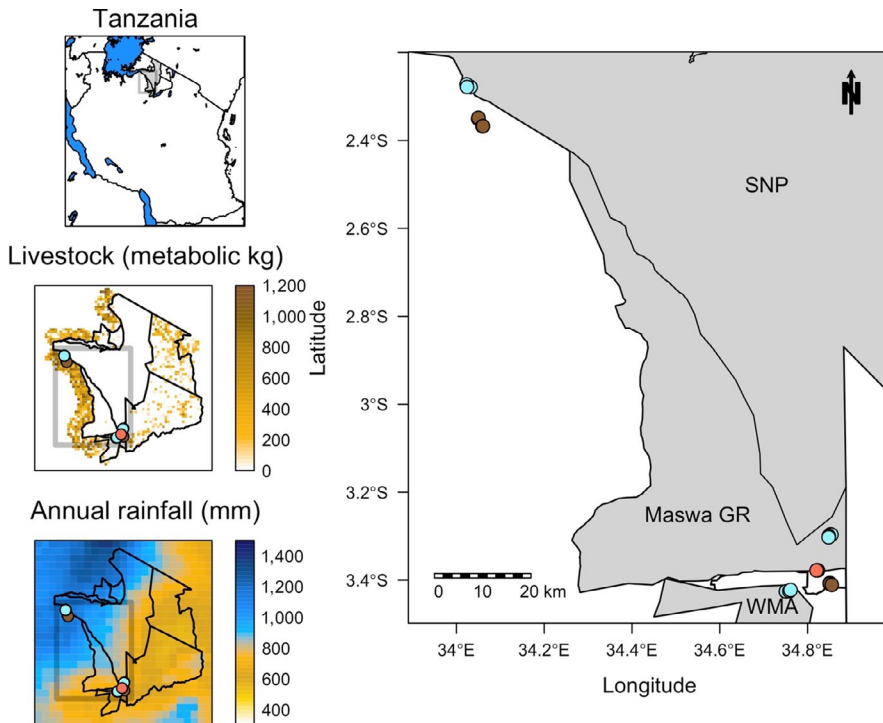 Tanzania
Livestock (metabolic kg)
1,200
1,000
800
600
400
200
0
Annual rainfall (mm)
1,400
1,200
1,000
800
600
400
Latitude
2.4°S
2.6°S
2.8°S
3°S
3.2°S
3.4°S
N
SNP
Maswa GR
WMA
0 10 20 km
34°E 34.2°E 34.4°E 34.6°E 34.8°E
Longitude